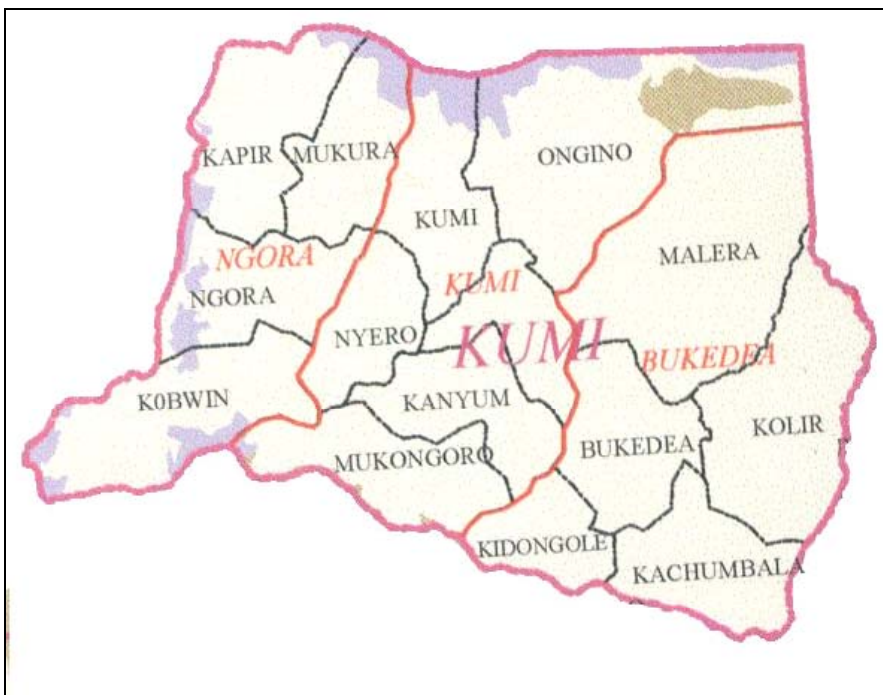 KAPIR
MUKURA
ONGINO
KUMI
MALERA
NGORA
KUMI
NGORA
NYERO
KUMI
BUKEDEA
K0BWIN
KANYUM
KOLIR
BUKEDEA
MUKONGORO
KIDONGOLE
KACHUMBALA